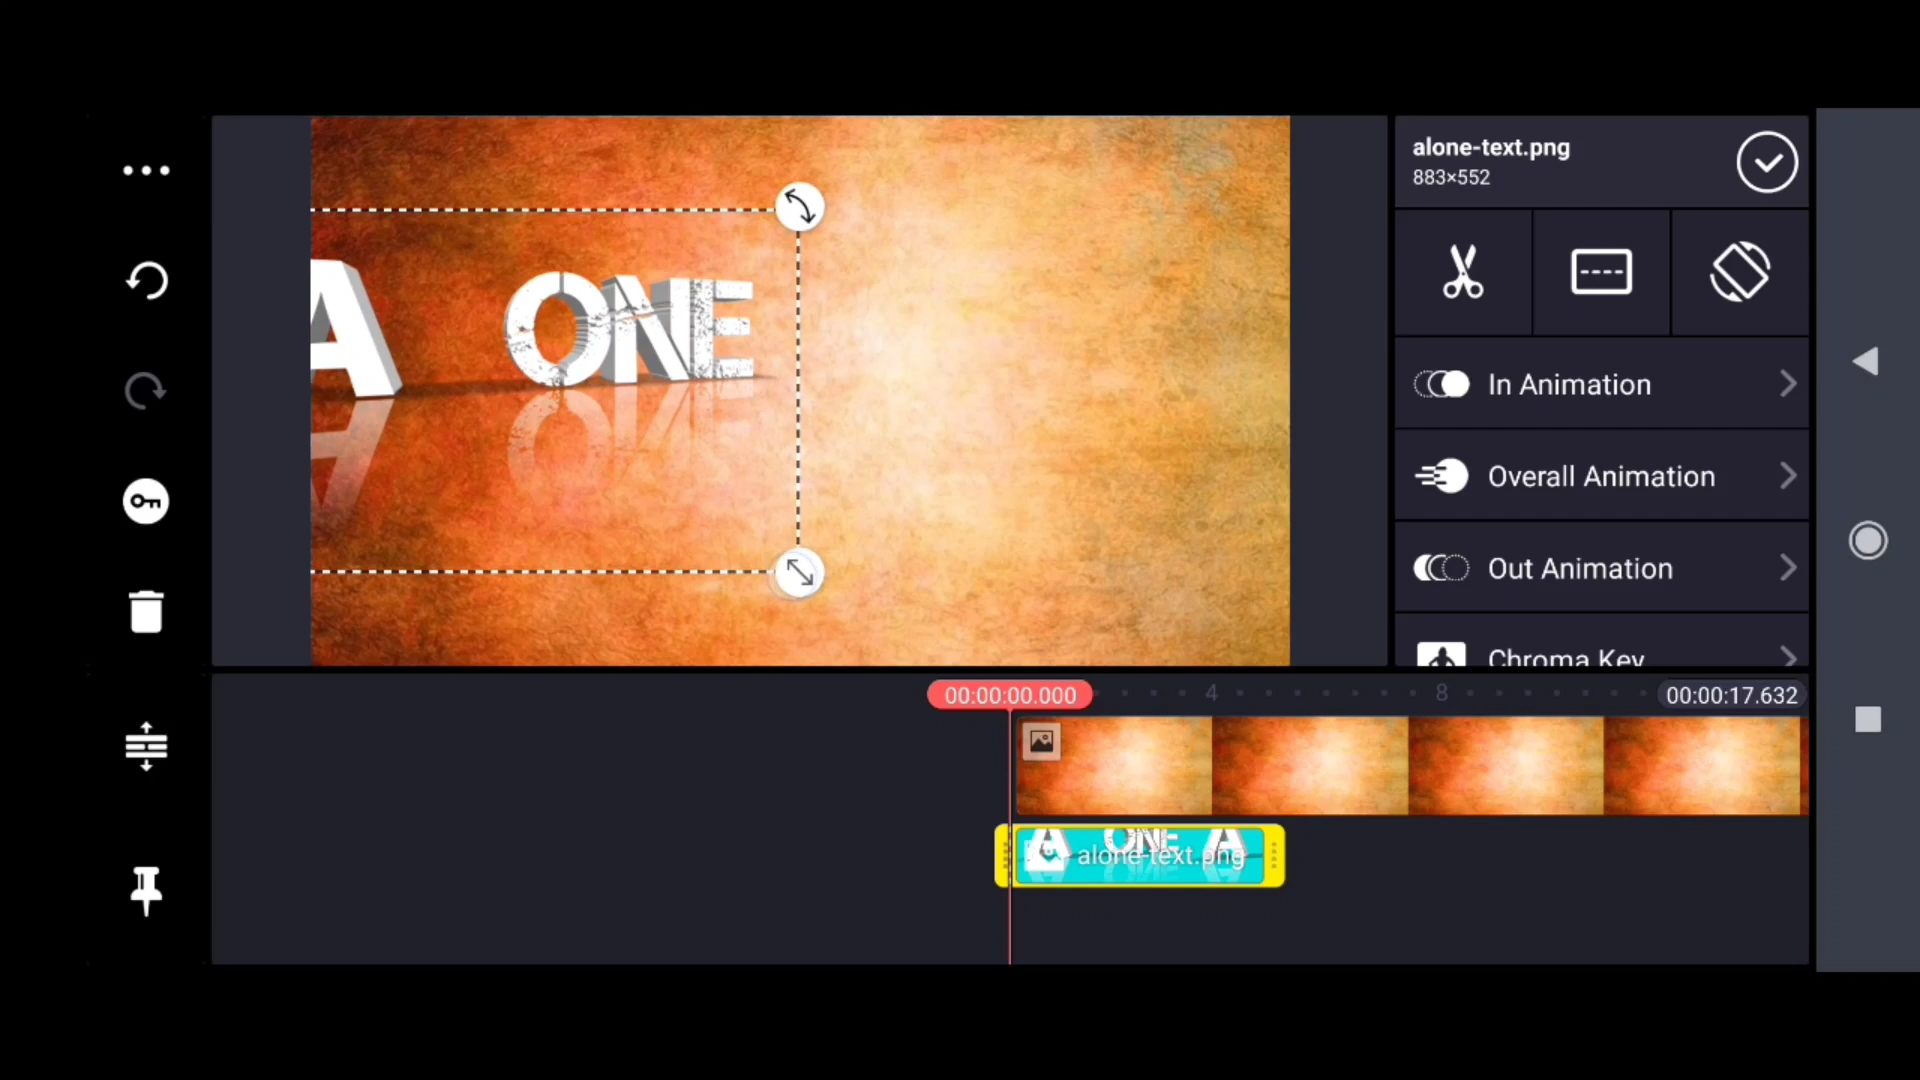 alone-text.png
883×552
A ONE
In Animation
Overall Animation
Out Animation
Chroma Key
00:00:00.000
4
8
00:00:17.632
A ONE A
alone-text.png